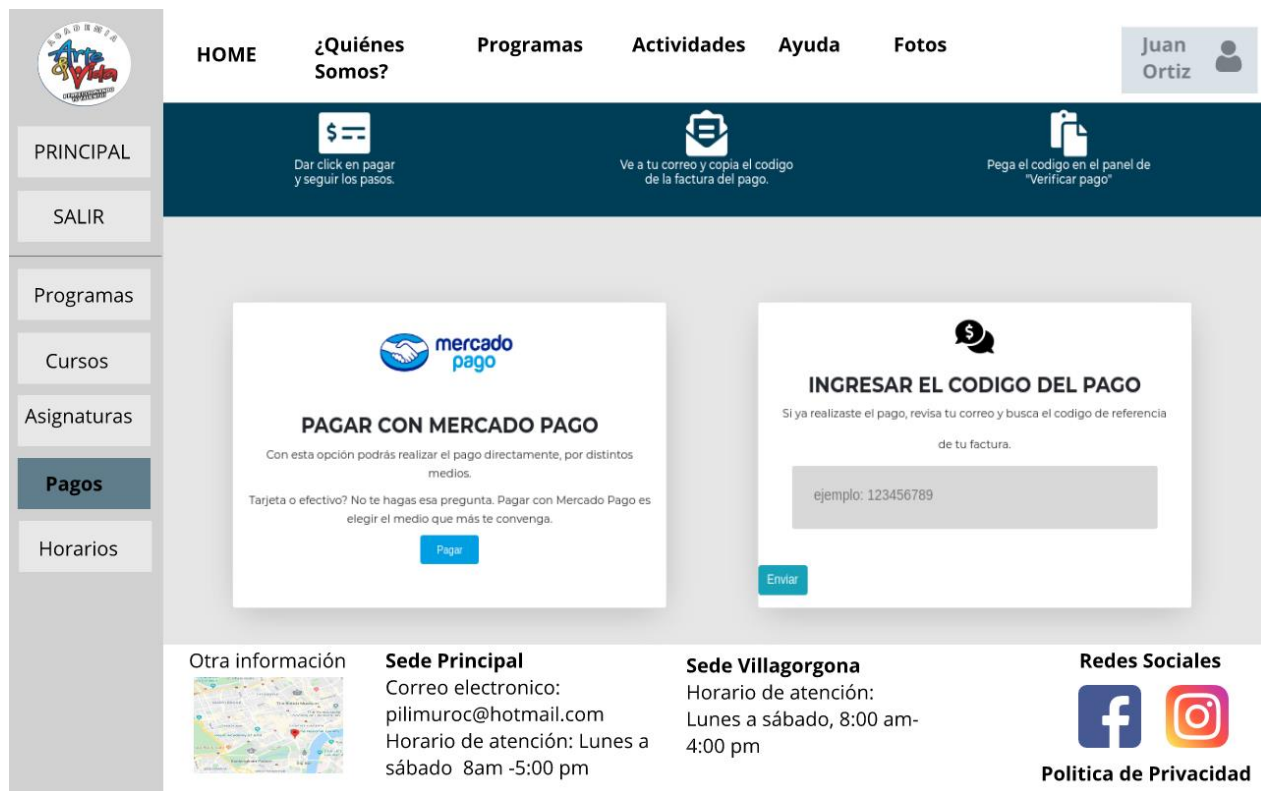 ACADEMIA
Arte
& Vida
HOME
¿Quiénes
Somos?
Programas
Actividades
Ayuda
Fotos
Juan
Ortiz
PRINCIPAL
SALIR
Programas
Cursos
Asignaturas
Pagos
Horarios
Dar click en pagar
y seguir los pasos.
Ve a tu correo y copia el codigo
de la factura del pago.
Pega el codigo en el panel de
"Verificar pago"
mercado
pago
PAGAR CON MERCADO PAGO
Con esta opción podrás realizar el pago directamente, por distintos
medios.
Tarjeta o efectivo? No te hagas esa pregunta. Pagar con Mercado Pago es
elegir el medio que más te convenga.
Pagar
INGRESAR EL CODIGO DEL PAGO
Si ya realizaste el pago, revisa tu correo y busca el codigo de referencia
de tu factura.
ejemplo: 123456789
Enviar
Otra información
Sede Principal
Correo electronico:
pilimuroc@hotmail.com
Horario de atención: Lunes a
sábado 8am -5:00 pm
Sede Villagorgona
Horario de atención:
Lunes a sábado, 8:00 am-
4:00 pm
Redes Sociales
Politica de Privacidad